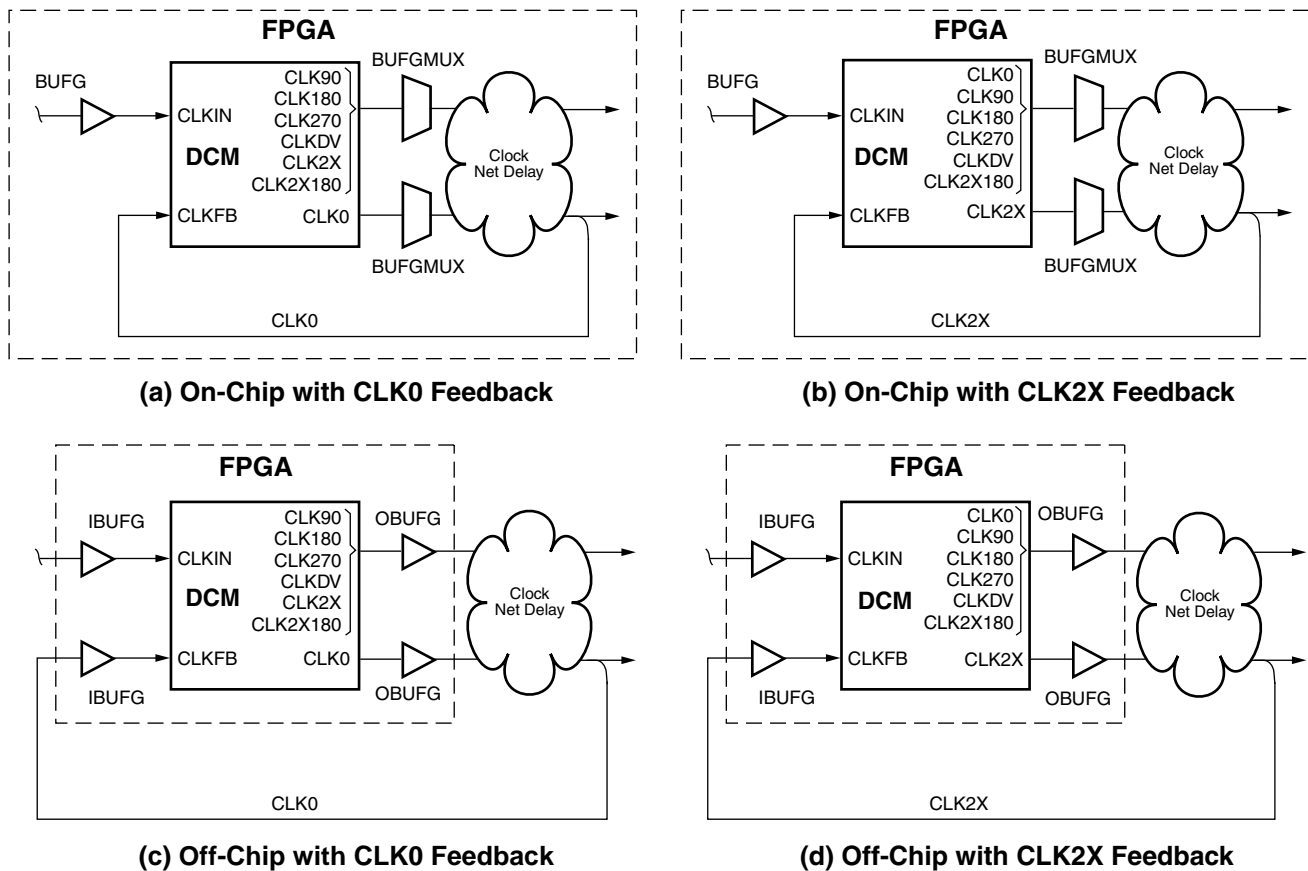 FPGA
BUFG
CLKIN
DCM
CLKFB
CLK90
CLK180
CLK270
CLKDV
CLK2X
CLK2X180
CLK0
BUFGMUX
BUFGMUX
Clock
Net Delay
CLK0
(a) On-Chip with CLK0 Feedback
FPGA
BUFG
CLKIN
DCM
CLKFB
CLK0
CLK90
CLK180
CLK270
CLKDV
CLK2X180
CLK2X
BUFGMUX
BUFGMUX
Clock
Net Delay
CLK2X
(b) On-Chip with CLK2X Feedback
FPGA
IBUFG
IBUFG
CLKIN
DCM
CLKFB
CLK90
CLK180
CLK270
CLKDV
CLK2X
CLK2X180
CLK0
OBUFG
OBUFG
Clock
Net Delay
CLK0
(c) Off-Chip with CLK0 Feedback
FPGA
IBUFG
IBUFG
CLKIN
DCM
CLKFB
CLK0
CLK90
CLK180
CLK270
CLKDV
CLK2X180
CLK2X
OBUFG
OBUFG
Clock
Net Delay
CLK2X
(d) Off-Chip with CLK2X Feedback